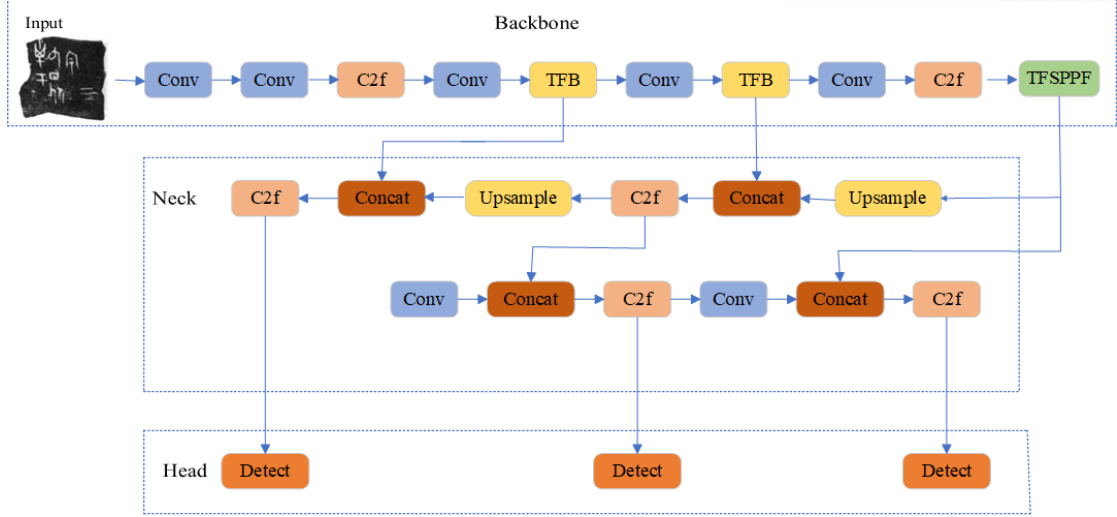 Backbone
Input
Conv Conv C2f Conv TFB Conv TFB Conv C2f TFSPPF
Neck C2f Concat Upsample C2f Concat Upsample
Conv Concat C2f Conv Concat C2f
Head Detect Detect Detect